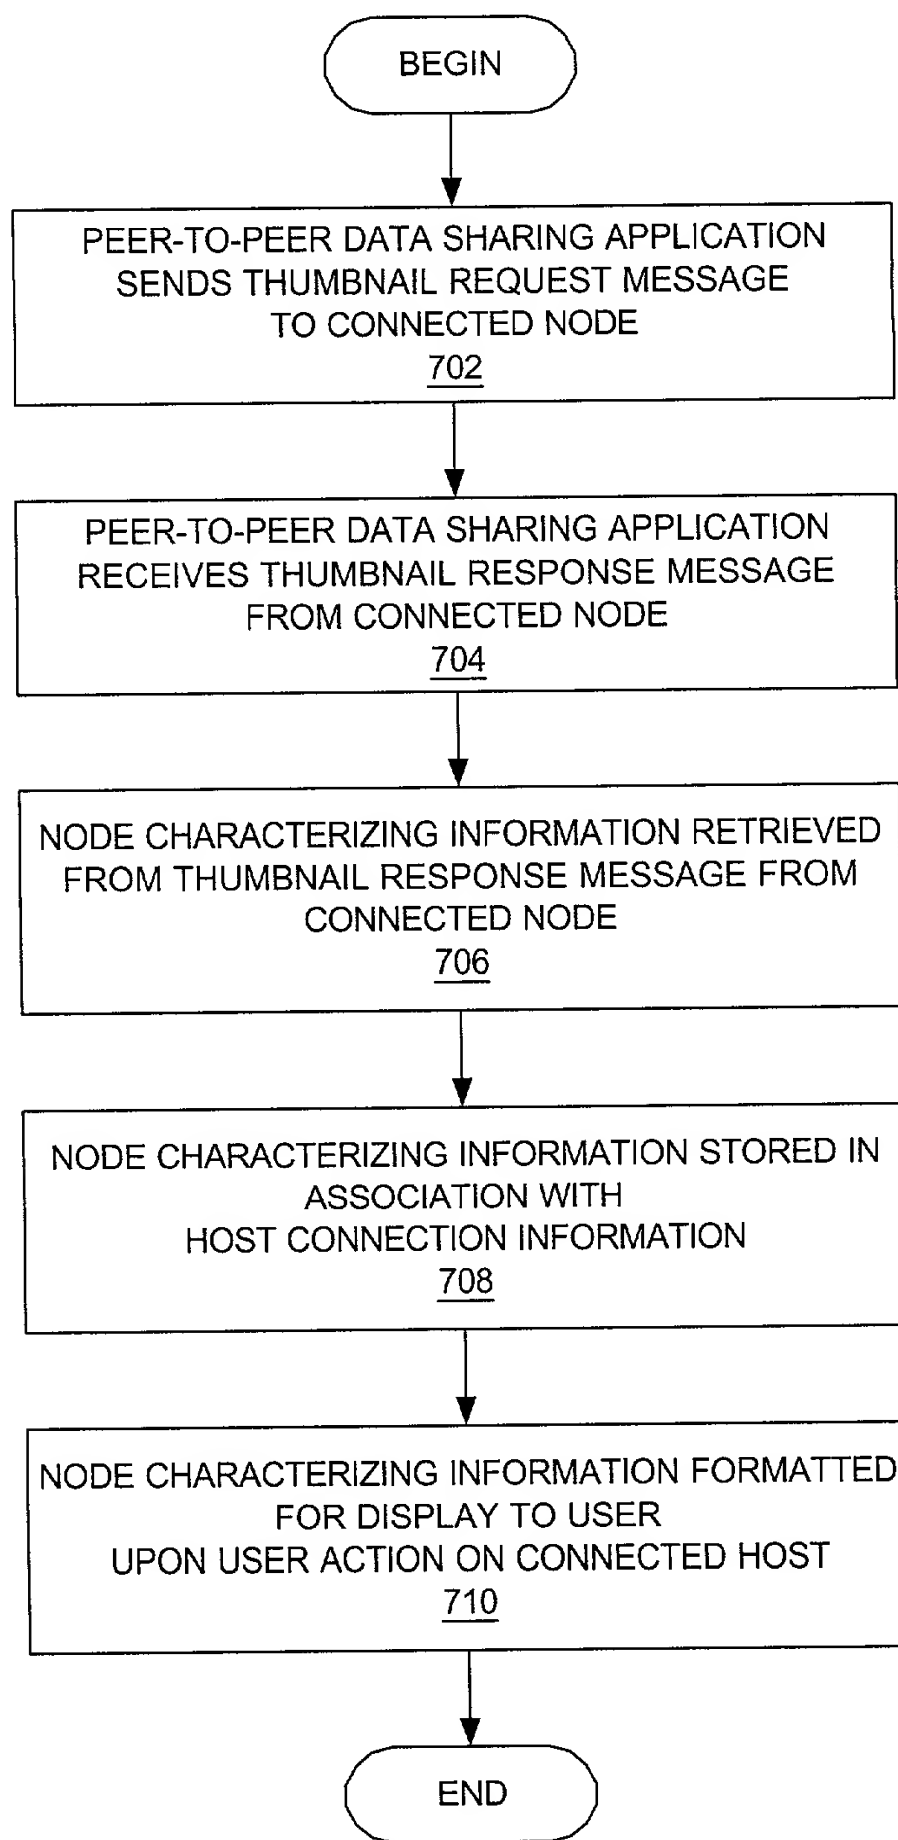 BEGIN
PEER-TO-PEER DATA SHARING APPLICATION
SENDS THUMBNAIL REQUEST MESSAGE
TO CONNECTED NODE
702
PEER-TO-PEER DATA SHARING APPLICATION
RECEIVES THUMBNAIL RESPONSE MESSAGE
FROM CONNECTED NODE
704
NODE CHARACTERIZING INFORMATION RETRIEVED
FROM THUMBNAIL RESPONSE MESSAGE FROM
CONNECTED NODE
706
NODE CHARACTERIZING INFORMATION STORED IN
ASSOCIATION WITH
HOST CONNECTION INFORMATION
708
NODE CHARACTERIZING INFORMATION FORMATTED
FOR DISPLAY TO USER
UPON USER ACTION ON CONNECTED HOST
710
END